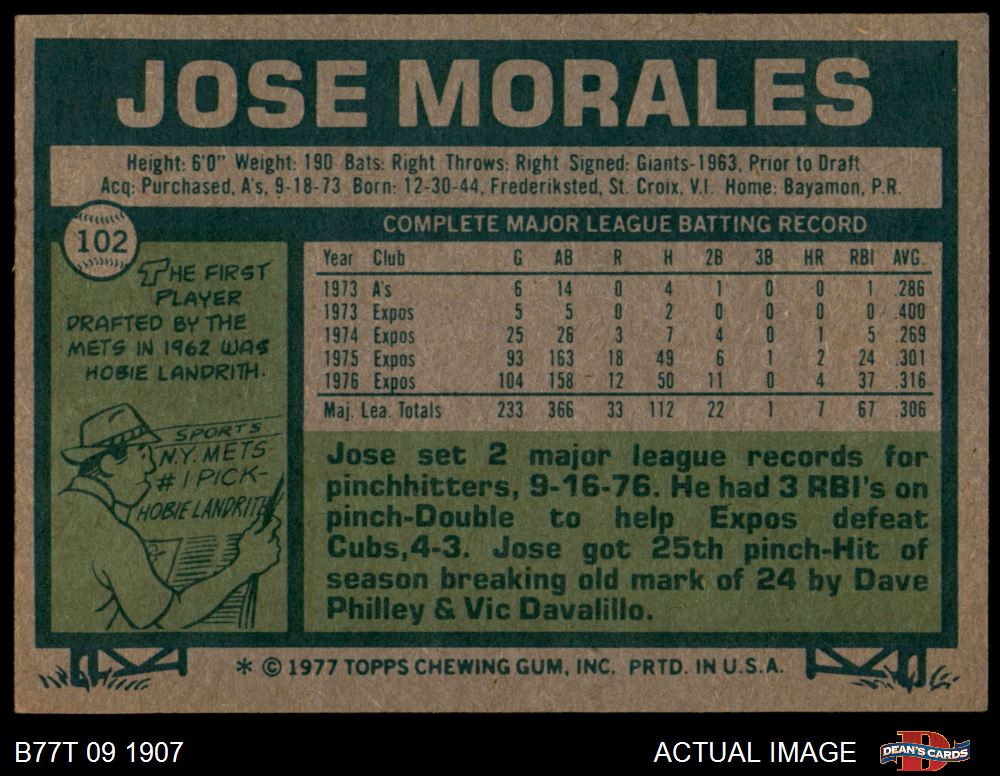 JOSE MORALES
Height: 6'0" Weight: 190 Bats: Right Throws: Right Signed: Giants-1963, Prior to Draft
Acq: Purchased, A's, 9-18-73 Born: 12-30-44, Frederiksted, St. Croix, V.I. Home: Bayamon, P.R.
102
THE FIRST
PLAYER
DRAFTED BY THE
METS IN 1962 WAS
HOBIE LANDRITH.
SPORTS
N.Y. METS
#1 PICK-
HOBIE LANDRITH
COMPLETE MAJOR LEAGUE BATTING RECORD
Year Club G AB R H 2B 3B HR RBI AVG.
1973 A's 6 14 0 4 1 0 0 1 .286
1973 Expos 5 5 0 2 0 0 0 0 .400
1974 Expos 25 26 3 7 4 0 1 5 .269
1975 Expos 93 163 18 49 6 1 2 24 .301
1976 Expos 104 158 12 50 11 0 4 37 .316
Maj. Lea. Totals 233 366 33 112 22 1 7 67 .306
Jose set 2 major league records for
pinchhitters, 9-16-76. He had 3 RBI's on
pinch-Double to help Expos defeat
Cubs,4-3. Jose got 25th pinch-Hit of
season breaking old mark of 24 by Dave
Philley & Vic Davalillo.
* © 1977 TOPPS CHEWING GUM, INC. PRTD. IN U.S.A.
B77T 09 1907
ACTUAL IMAGE
DEAN'S CARDS